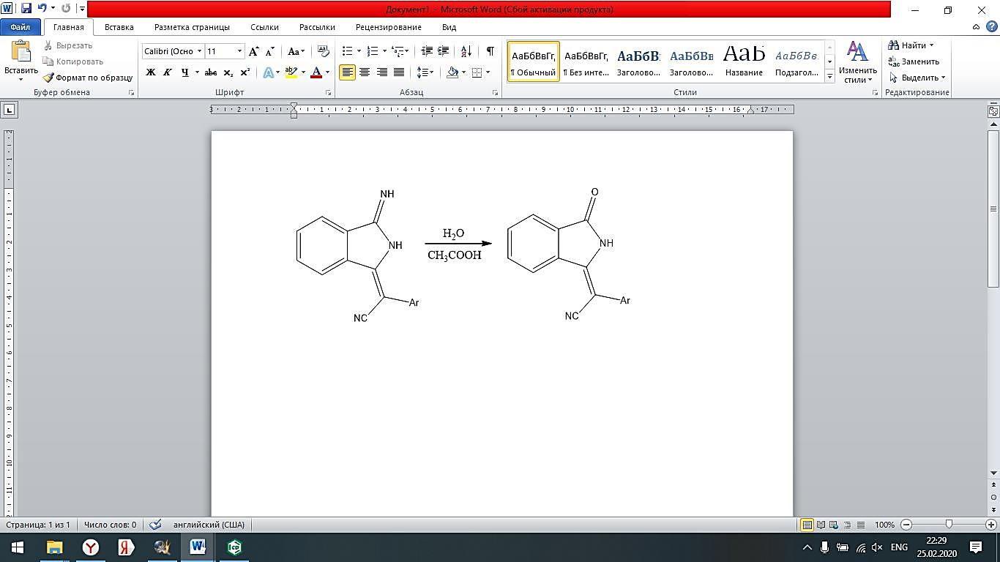 Документ1 - Microsoft Word (Сбой активации продукта)
Файл Главная Вставка Разметка страницы Ссылки Рассылки Рецензирование Вид
Вставить
Вырезать
Копировать
Формат по образцу
Буфер обмена
Calibri (Осно 11
Ж К Ч abc x₂ x²
Шрифт
Абзац
АаБбВвГг, АаБбВвГг, АаБбВ АаБбВв АаБ АаБбВв.
¶ Обычный ¶ Без инте... Заголово... Заголово... Название Подзагол...
Стили
Изменить
стили
Найти
Заменить
Выделить
Редактирование
3 2 1 1 2 3 4 5 6 7 8 9 10 11 12 13 14 15 16 17
NH
NH
Ar
NC
H₂O
CH₃COOH
O
NH
Ar
NC
Страница: 1 из 1 Число слов: 0 английский (США) 100%
ENG
22:29
25.02.2020